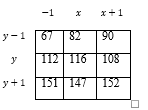 −1 x x + 1
y − 1 67 82 90
y 112 116 108
y + 1 151 147 152